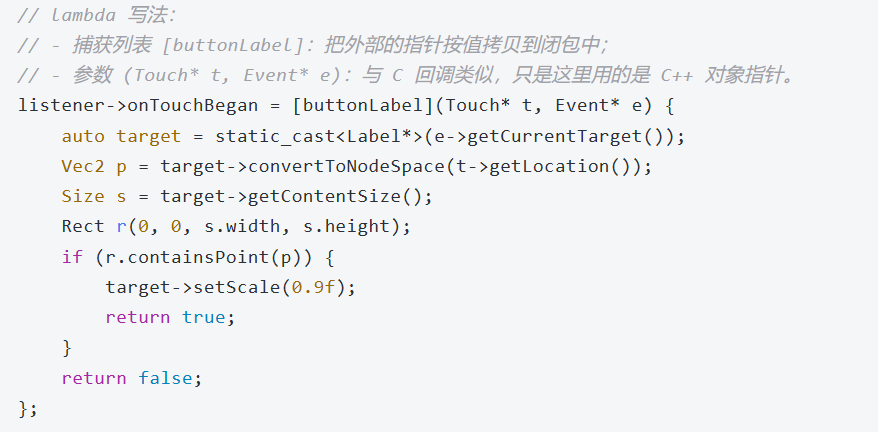 // lambda 写法：
// - 捕获列表 [buttonLabel]：把外部的指针按值拷贝到闭包中；
// - 参数 (Touch* t, Event* e)：与 C 回调类似，只是这里用的是 C++ 对象指针。
listener->onTouchBegan = [buttonLabel](Touch* t, Event* e) {
    auto target = static_cast<Label*>(e->getCurrentTarget());
    Vec2 p = target->convertToNodeSpace(t->getLocation());
    Size s = target->getContentSize();
    Rect r(0, 0, s.width, s.height);
    if (r.containsPoint(p)) {
        target->setScale(0.9f);
        return true;
    }
    return false;
};